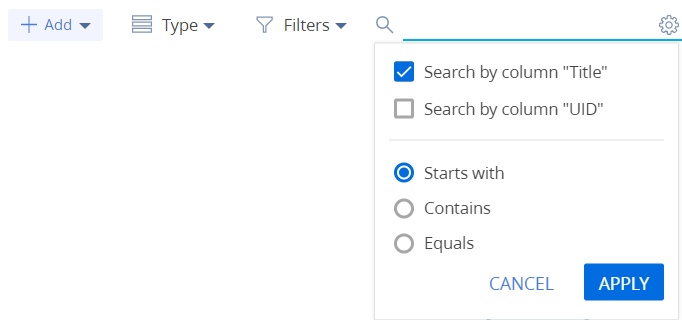 Add Type Filters
Search by column "Title"
Search by column "UID"
Starts with
Contains
Equals
CANCEL APPLY